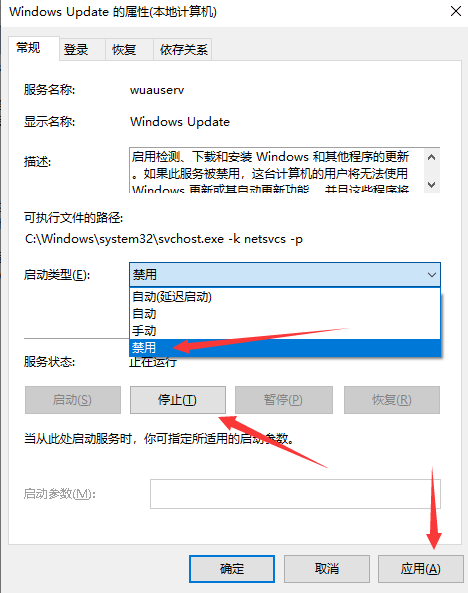 Windows Update 的属性(本地计算机)
常规 登录 恢复 依存关系
服务名称: wuauserv
显示名称: Windows Update
描述: 启用检测、下载和安装 Windows 和其他程序的更新
。如果此服务被禁用，这台计算机的用户将无法使用
Windows 更新或其自动更新功能，并且这些程序将
可执行文件的路径:
C:\Windows\system32\svchost.exe -k netsvcs -p
启动类型(E): 禁用
自动(延迟启动)
自动
手动
禁用
服务状态: 正在运行
启动(S) 停止(T) 暂停(P) 恢复(R)
当从此处启动服务时，你可指定所适用的启动参数。
启动参数(M):
确定 取消 应用(A)